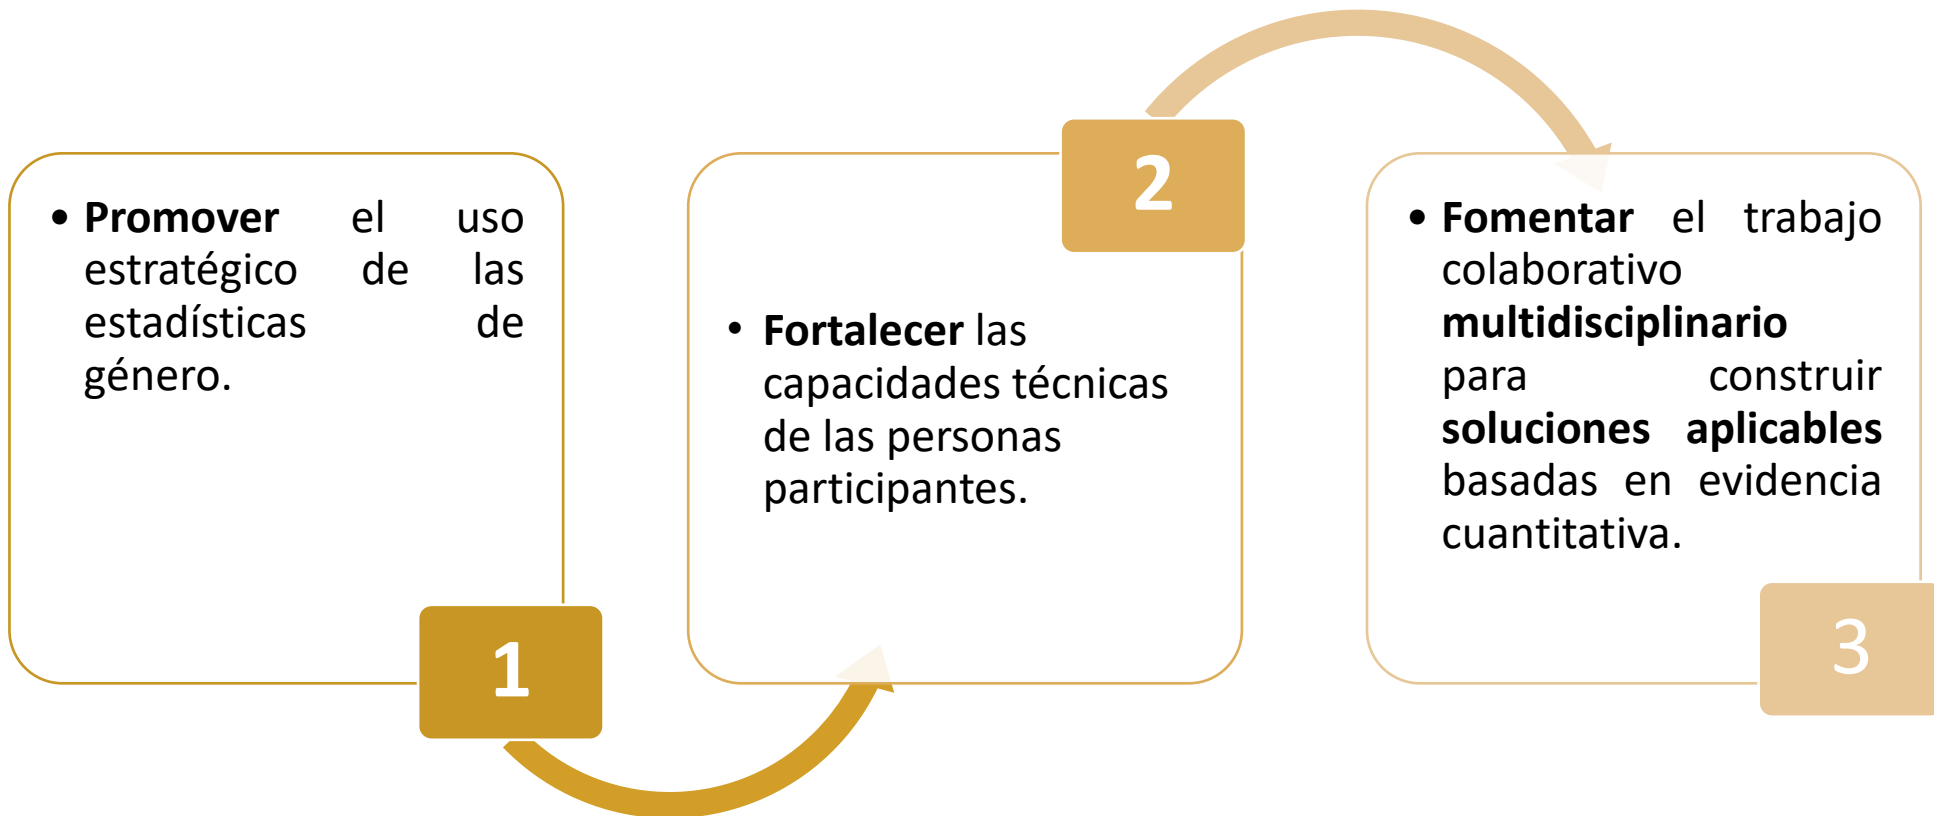 • Promover el uso
estratégico de las
estadísticas de
género.
1
2
• Fortalecer las
capacidades técnicas
de las personas
participantes.
• Fomentar el trabajo
colaborativo
multidisciplinario
para construir
soluciones aplicables
basadas en evidencia
cuantitativa.
3